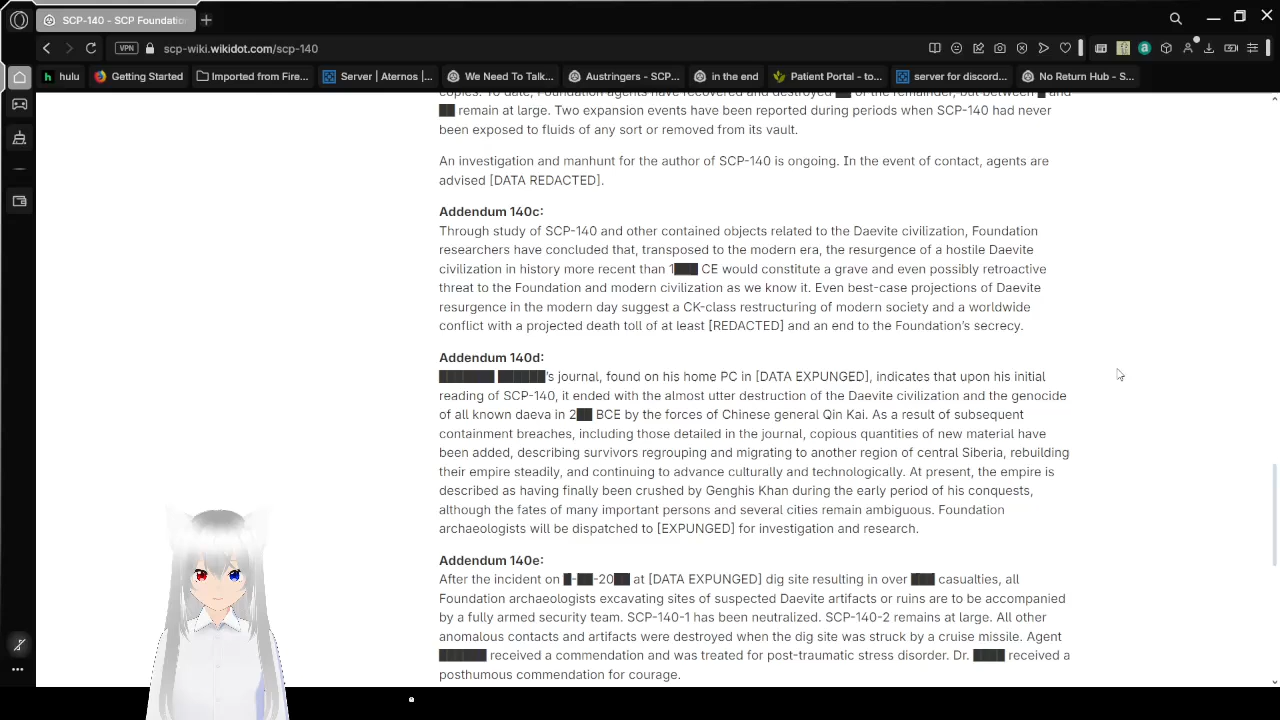 SCP-140 - SCP Foundatio
VPN scp-wiki.wikidot.com/scp-140
hulu Getting Started Imported from Fire... Server | Aternos |... We Need To Talk... Austringers - SCP... in the end Patient Portal - to... server for discord... No Return Hub - S...
copies. To date, Foundation agents have recovered and destroyed ██ of the remainder, but between █ and
██ remain at large. Two expansion events have been reported during periods when SCP-140 had never
been exposed to fluids of any sort or removed from its vault.
An investigation and manhunt for the author of SCP-140 is ongoing. In the event of contact, agents are
advised [DATA REDACTED].
Addendum 140c:
Through study of SCP-140 and other contained objects related to the Daevite civilization, Foundation
researchers have concluded that, transposed to the modern era, the resurgence of a hostile Daevite
civilization in history more recent than 1███ CE would constitute a grave and even possibly retroactive
threat to the Foundation and modern civilization as we know it. Even best-case projections of Daevite
resurgence in the modern day suggest a CK-class restructuring of modern society and a worldwide
conflict with a projected death toll of at least [REDACTED] and an end to the Foundation's secrecy.
Addendum 140d:
███████ ██████'s journal, found on his home PC in [DATA EXPUNGED], indicates that upon his initial
reading of SCP-140, it ended with the almost utter destruction of the Daevite civilization and the genocide
of all known daeva in 2██ BCE by the forces of Chinese general Qin Kai. As a result of subsequent
containment breaches, including those detailed in the journal, copious quantities of new material have
been added, describing survivors regrouping and migrating to another region of central Siberia, rebuilding
their empire steadily, and continuing to advance culturally and technologically. At present, the empire is
described as having finally been crushed by Genghis Khan during the early period of his conquests,
although the fates of many important persons and several cities remain ambiguous. Foundation
archaeologists will be dispatched to [EXPUNGED] for investigation and research.
Addendum 140e:
After the incident on █-██-20██ at [DATA EXPUNGED] dig site resulting in over ███ casualties, all
Foundation archaeologists excavating sites of suspected Daevite artifacts or ruins are to be accompanied
by a fully armed security team. SCP-140-1 has been neutralized. SCP-140-2 remains at large. All other
anomalous contacts and artifacts were destroyed when the dig site was struck by a cruise missile. Agent
██████ received a commendation and was treated for post-traumatic stress disorder. Dr. ████ received a
posthumous commendation for courage.